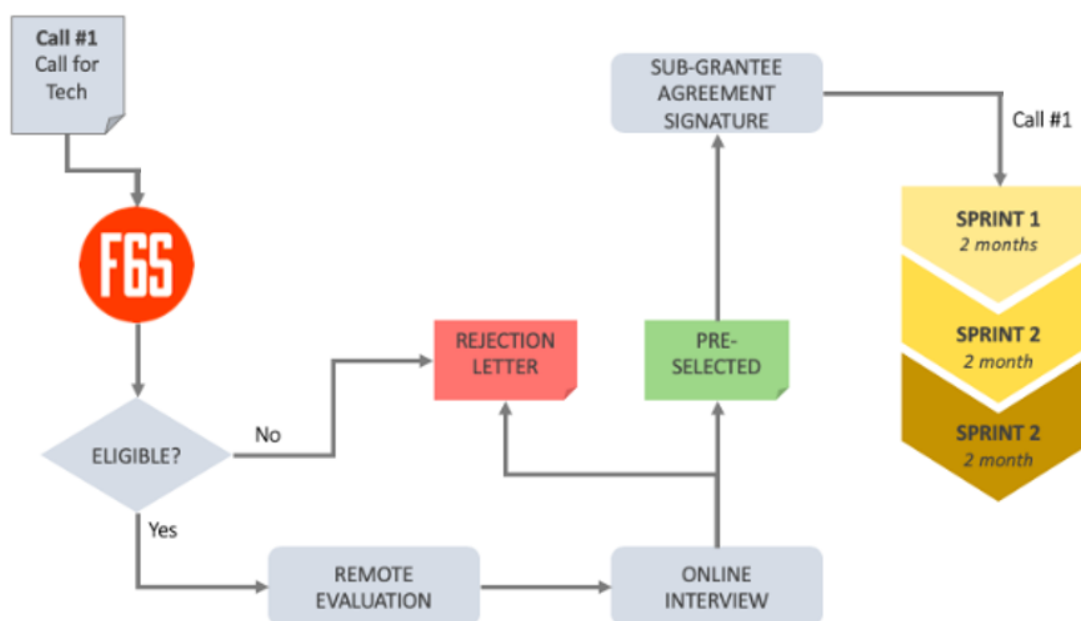 Call #1
Call for
Tech
F6S
ELIGIBLE?
No
Yes
REJECTION
LETTER
REMOTE
EVALUATION
ONLINE
INTERVIEW
PRE-
SELECTED
SUB-GRANTEE
AGREEMENT
SIGNATURE
Call #1
SPRINT 1
2 months
SPRINT 2
2 month
SPRINT 2
2 month